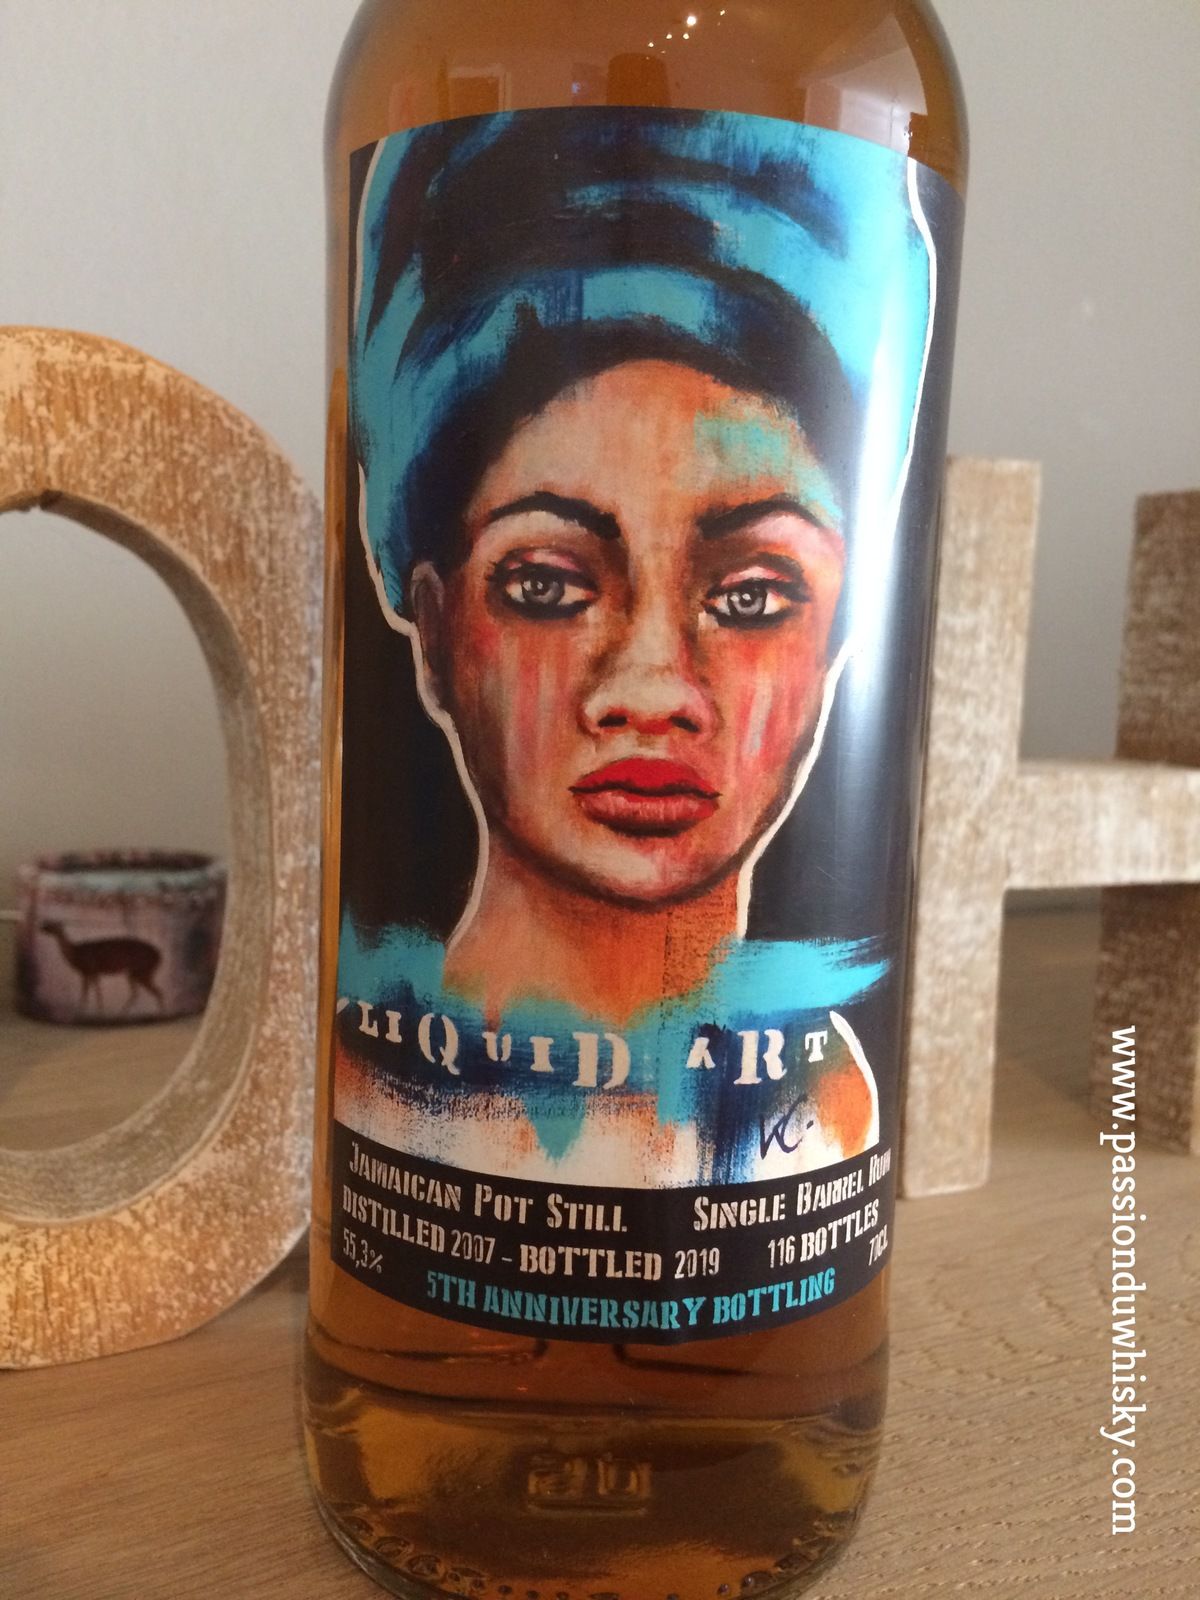 LIQUID ART
KC.
JAMAICAN POT STILL SINGLE BARREL RUM
DISTILLED 2007 - BOTTLED 2019 116 BOTTLES
55,3% 70CL
5TH ANNIVERSARY BOTTLING
www.passionduwhisky.com